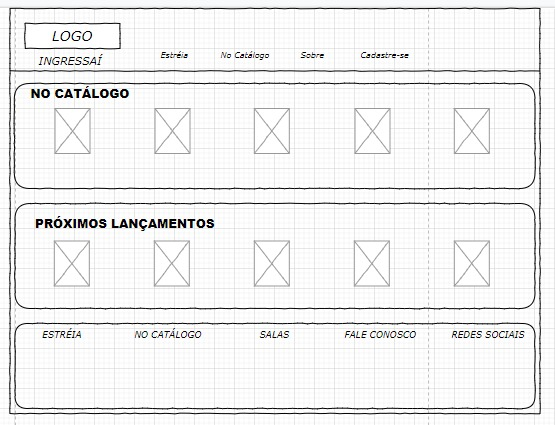 LOGO
INGRESSAÍ
Estréia No Catálogo Sobre Cadastre-se
NO CATÁLOGO
PRÓXIMOS LANÇAMENTOS
ESTRÉIA NO CATÁLOGO SALAS FALE CONOSCO REDES SOCIAIS